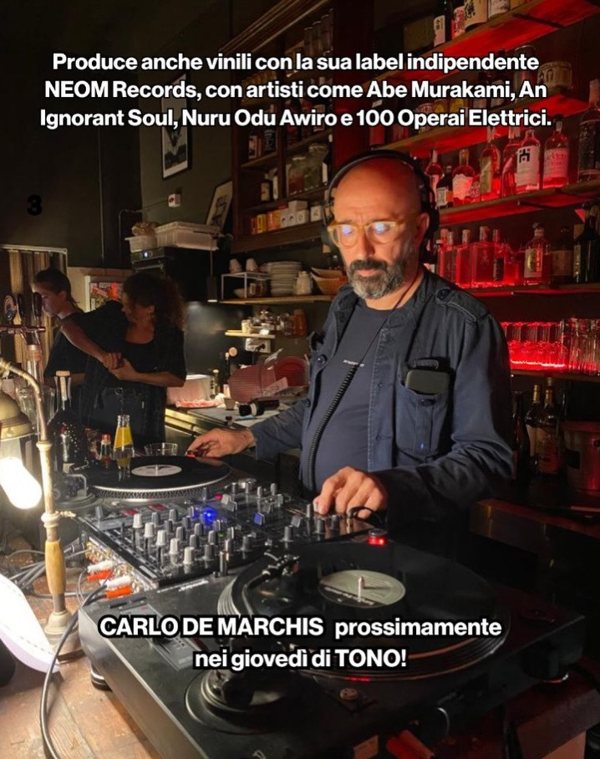 Produce anche vinili con la sua label indipendente
NEOM Records, con artisti come Abe Murakami, An
Ignorant Soul, Nuru Odu Awiro e 100 Operai Elettrici.
3
CARLO DE MARCHIS prossimamente
nei giovedì di TONO!